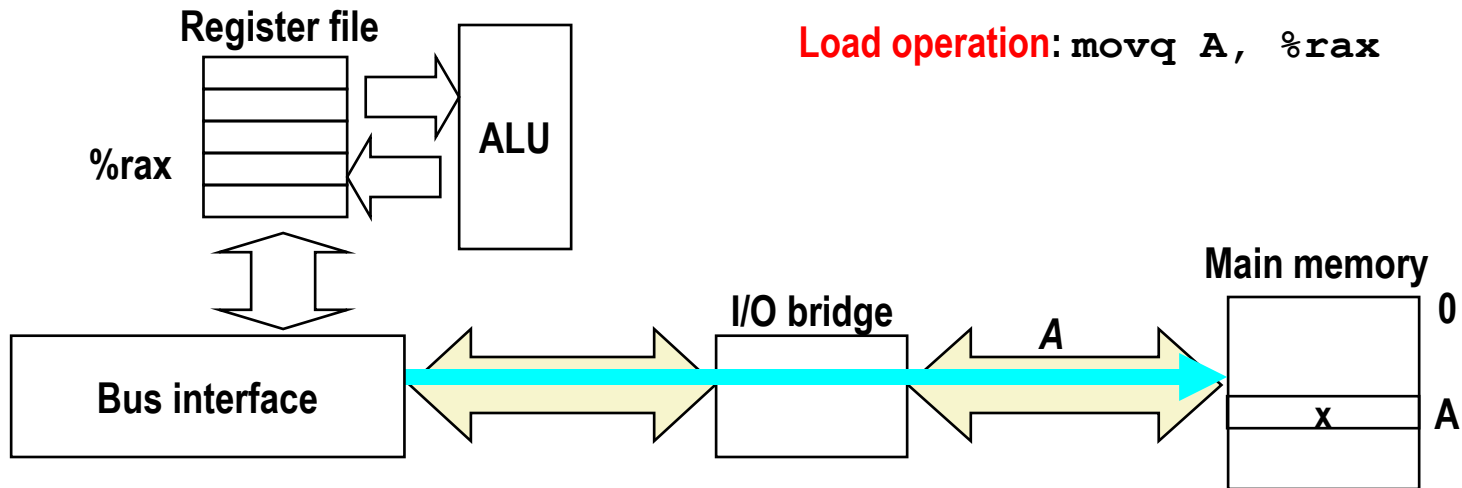 Register file
Load operation: movq A, %rax
ALU
%rax
Main memory
0
I/O bridge
A
Bus interface
x
A